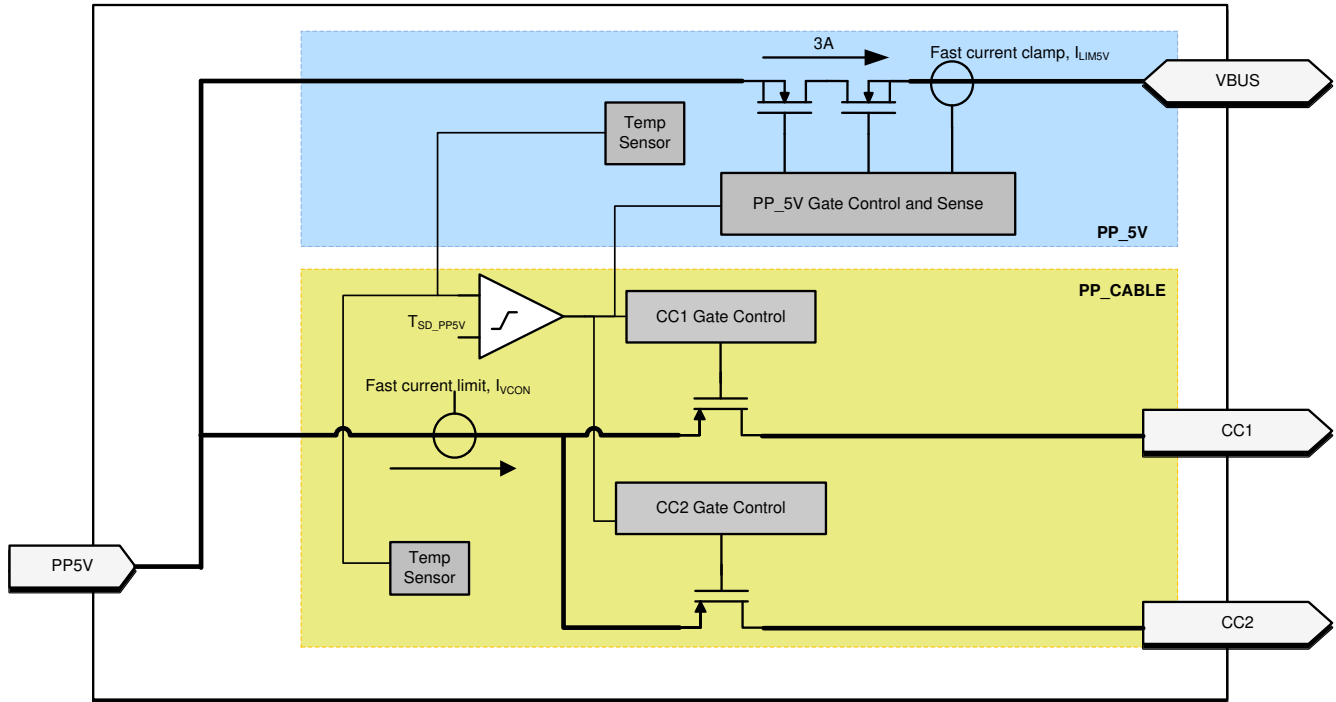 3A
Fast current clamp, ILIM5V
VBUS
Temp
Sensor
PP_5V Gate Control and Sense
PP_5V
PP_CABLE
CC1 Gate Control
TSD_PP5V
Fast current limit, IVCON
CC1
CC2 Gate Control
PP5V
Temp
Sensor
CC2